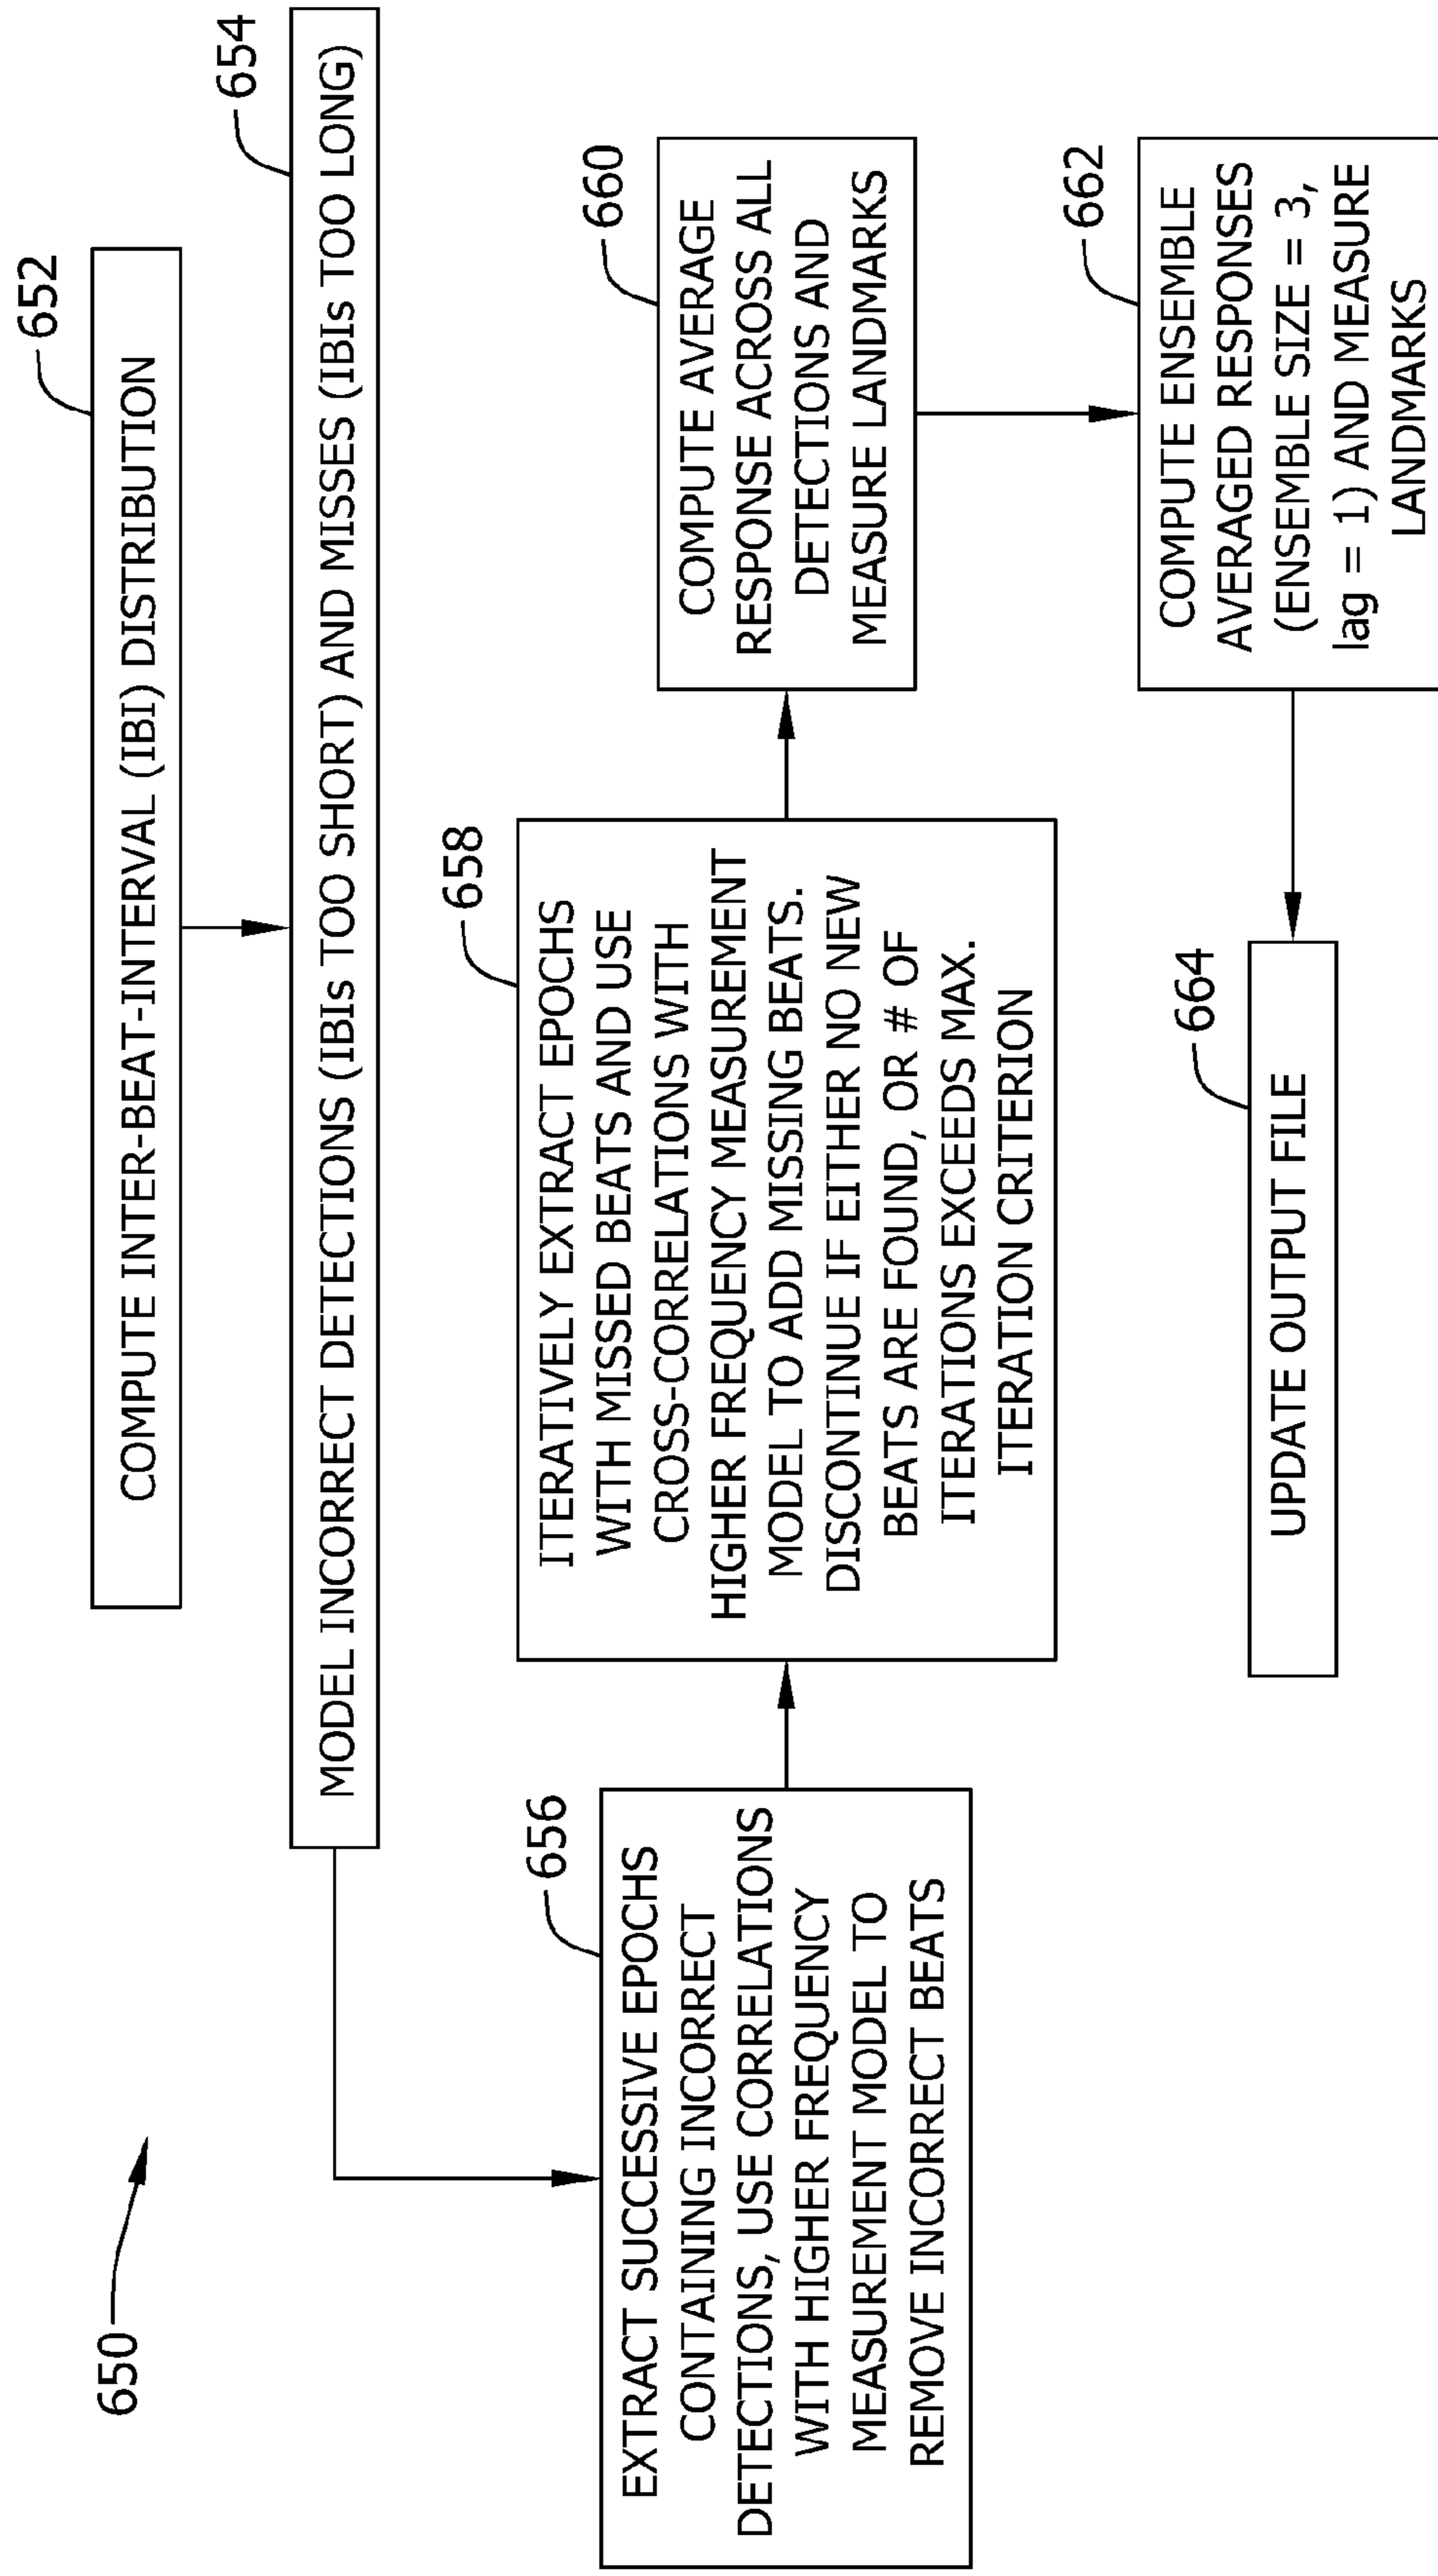 650
652
COMPUTE INTER-BEAT-INTERVAL (IBI) DISTRIBUTION
654
MODEL INCORRECT DETECTIONS (IBIs TOO SHORT) AND MISSES (IBIs TOO LONG)
656
EXTRACT SUCCESSIVE EPOCHS
CONTAINING INCORRECT
DETECTIONS, USE CORRELATIONS
WITH HIGHER FREQUENCY
MEASUREMENT MODEL TO
REMOVE INCORRECT BEATS
658
ITERATIVELY EXTRACT EPOCHS
WITH MISSED BEATS AND USE
CROSS-CORRELATIONS WITH
HIGHER FREQUENCY MEASUREMENT
MODEL TO ADD MISSING BEATS.
DISCONTINUE IF EITHER NO NEW
BEATS ARE FOUND, OR # OF
ITERATIONS EXCEEDS MAX.
ITERATION CRITERION
660
COMPUTE AVERAGE
RESPONSE ACROSS ALL
DETECTIONS AND
MEASURE LANDMARKS
662
COMPUTE ENSEMBLE
AVERAGED RESPONSES
(ENSEMBLE SIZE = 3,
lag = 1) AND MEASURE
LANDMARKS
664
UPDATE OUTPUT FILE